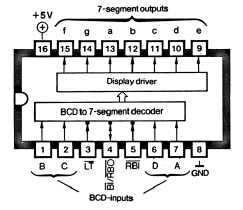 7-segment outputs
+5V
f g a b c d e
16 15 14 13 12 11 10 9
Display driver
BCD to 7-segment decoder
1 2 3 4 5 6 7 8
B C LT BI/RBO RBI D A GND
BCD-inputs